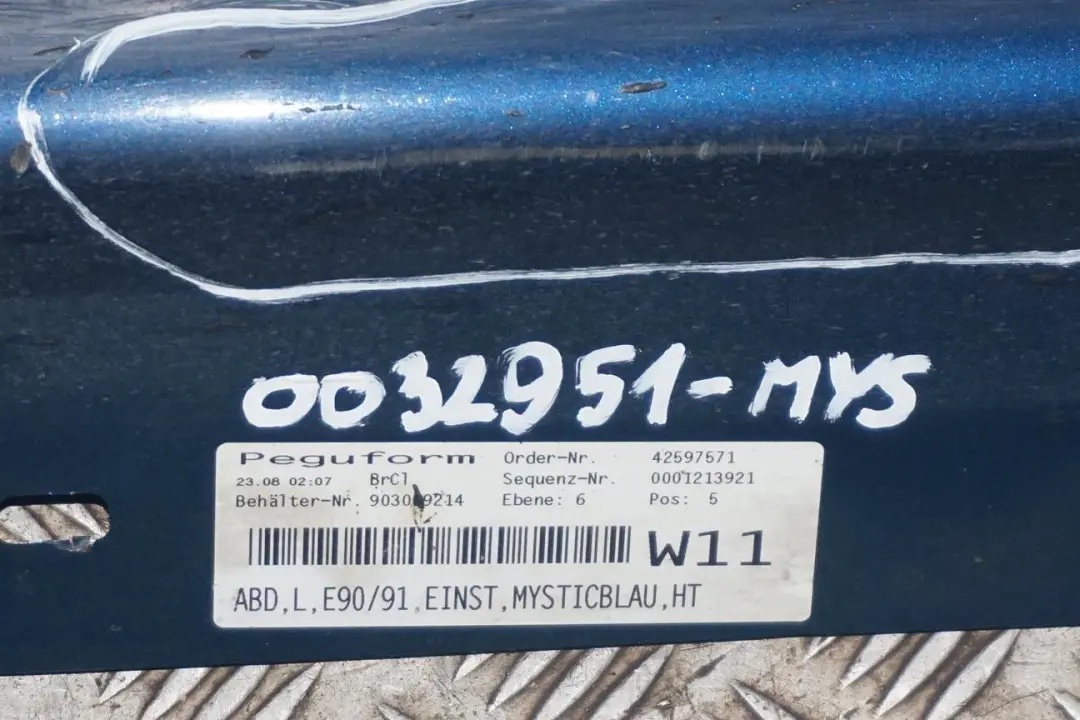 0032951-MYS
Peguform Order-Nr. 42597571
23.08 02:07 BrCl Sequenz-Nr. 0001213921
Behälter-Nr. Ebene: 6 Pos: 5
W11
ABD,L,E90/91,EINST,MYSTICBLAU,HT